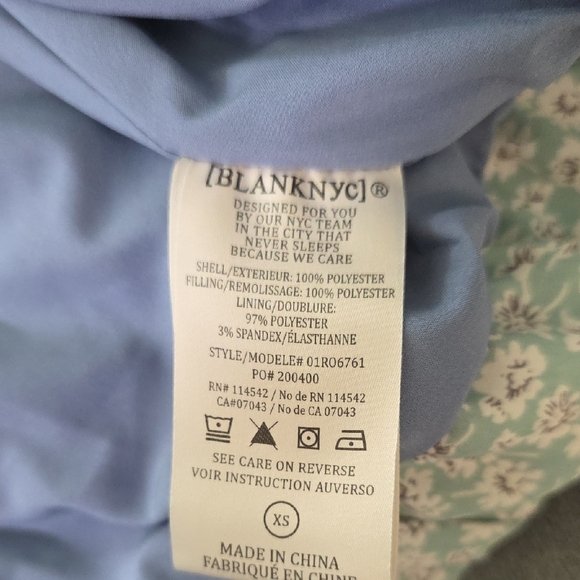 [BLANKNYC]®
DESIGNED FOR YOU
BY OUR NYC TEAM
IN THE CITY THAT
NEVER SLEEPS
BECAUSE WE CARE
SHELL/EXTERIEUR: 100% POLYESTER
FILLING/REMOLISSAGE: 100% POLYESTER
LINING/DOUBLURE:
97% POLYESTER
3% SPANDEX/ÉLASTHANNE
STYLE/MODELE# 01RO6761
PO# 200400
RN# 114542 / No de RN 114542
CA#07043 / No de CA 07043
SEE CARE ON REVERSE
VOIR INSTRUCTION AUVERSO
XS
MADE IN CHINA
FABRIQUÉ EN CHINE